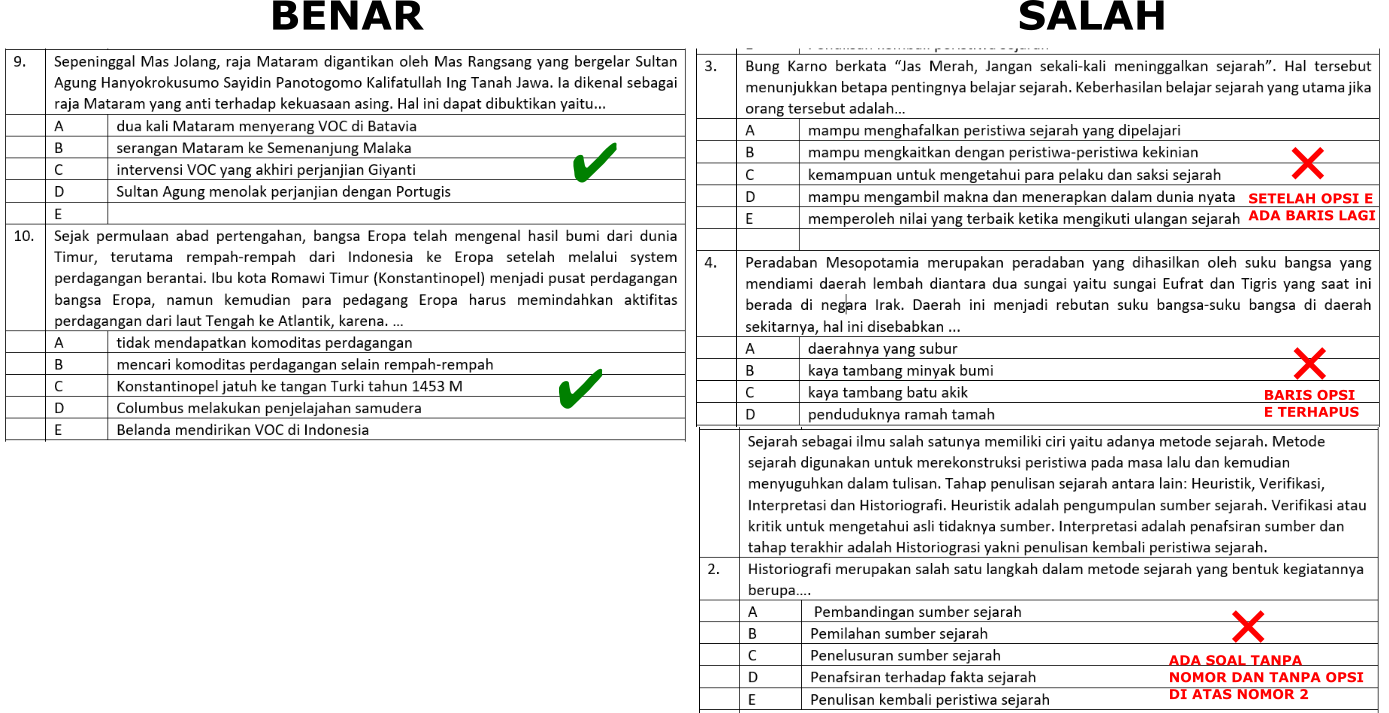 BENAR
9. Sepeninggal Mas Jolang, raja Mataram digantikan oleh Mas Rangsang yang bergelar Sultan
Agung Hanyokrokusumo Sayidin Panotogomo Kalifatullah Ing Tanah Jawa. Ia dikenal sebagai
raja Mataram yang anti terhadap kekuasaan asing. Hal ini dapat dibuktikan yaitu...
A dua kali Mataram menyerang VOC di Batavia
B serangan Mataram ke Semenanjung Malaka
C intervensi VOC yang akhiri perjanjian Giyanti
D Sultan Agung menolak perjanjian dengan Portugis
E
10. Sejak permulaan abad pertengahan, bangsa Eropa telah mengenal hasil bumi dari dunia
Timur, terutama rempah-rempah dari Indonesia ke Eropa setelah melalui system
perdagangan berantai. Ibu kota Romawi Timur (Konstantinopel) menjadi pusat perdagangan
bangsa Eropa, namun kemudian para pedagang Eropa harus memindahkan aktifitas
perdagangan dari laut Tengah ke Atlantik, karena. ...
A tidak mendapatkan komoditas perdagangan
B mencari komoditas perdagangan selain rempah-rempah
C Konstantinopel jatuh ke tangan Turki tahun 1453 M
D Columbus melakukan penjelajahan samudera
E Belanda mendirikan VOC di Indonesia
SALAH
3. Bung Karno berkata “Jas Merah, Jangan sekali-kali meninggalkan sejarah”. Hal tersebut
menunjukkan betapa pentingnya belajar sejarah. Keberhasilan belajar sejarah yang utama jika
orang tersebut adalah...
A mampu menghafalkan peristiwa sejarah yang dipelajari
B mampu mengkaitkan dengan peristiwa-peristiwa kekinian
C kemampuan untuk mengetahui para pelaku dan saksi sejarah
D mampu mengambil makna dan menerapkan dalam dunia nyata
E memperoleh nilai yang terbaik ketika mengikuti ulangan sejarah
SETELAH OPSI E
ADA BARIS LAGI
4. Peradaban Mesopotamia merupakan peradaban yang dihasilkan oleh suku bangsa yang
mendiami daerah lembah diantara dua sungai yaitu sungai Eufrat dan Tigris yang saat ini
berada di negara Irak. Daerah ini menjadi rebutan suku bangsa-suku bangsa di daerah
sekitarnya, hal ini disebabkan ...
A daerahnya yang subur
B kaya tambang minyak bumi
C kaya tambang batu akik
D penduduknya ramah tamah
BARIS OPSI
E TERHAPUS
Sejarah sebagai ilmu salah satunya memiliki ciri yaitu adanya metode sejarah. Metode
sejarah digunakan untuk merekonstruksi peristiwa pada masa lalu dan kemudian
menyuguhkan dalam tulisan. Tahap penulisan sejarah antara lain: Heuristik, Verifikasi,
Interpretasi dan Historiografi. Heuristik adalah pengumpulan sumber sejarah. Verifikasi atau
kritik untuk mengetahui asli tidaknya sumber. Interpretasi adalah penafsiran sumber dan
tahap terakhir adalah Historiograsi yakni penulisan kembali peristiwa sejarah.
2. Historiografi merupakan salah satu langkah dalam metode sejarah yang bentuk kegiatannya
berupa....
A Pembandingan sumber sejarah
B Pemilahan sumber sejarah
C Penelusuran sumber sejarah
D Penafsiran terhadap fakta sejarah
E Penulisan kembali peristiwa sejarah
ADA SOAL TANPA
NOMOR DAN TANPA OPSI
DI ATAS NOMOR 2